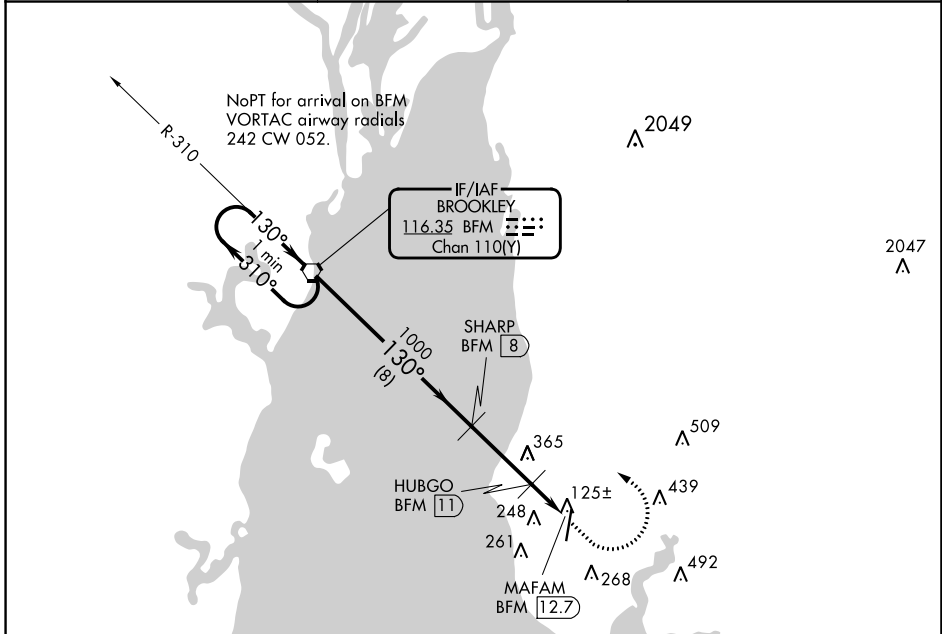 NoPT for arrival on BFM
VORTAC airway radials
242 CW 052.
R-310
2049
IF/IAF
BROOKLEY
116.35 BFM
Chan 110(Y)
130°
1 min
310°
2047
1000
130°
(8)
SHARP
BFM 8
509
365
HUBGO
BFM 11
439
125±
248
261
268
492
MAFAM
BFM 12.7